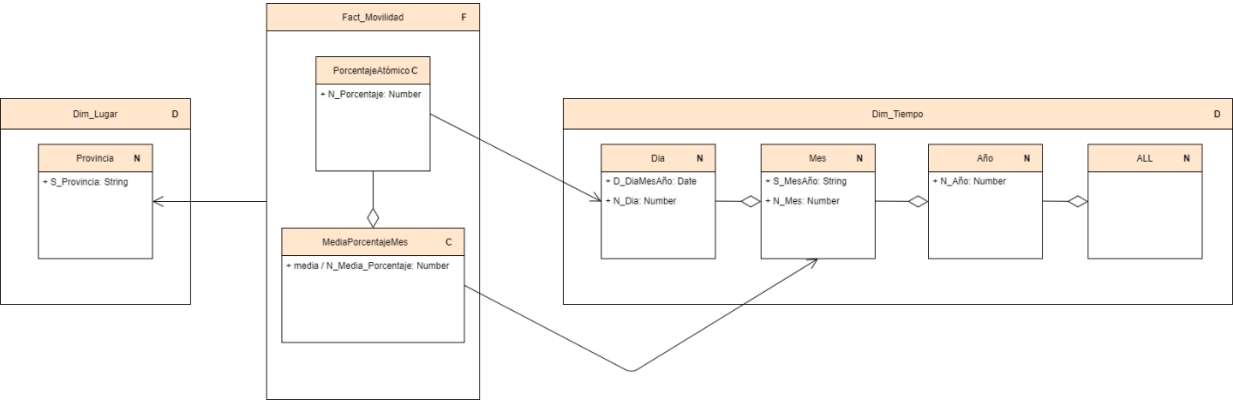 Fact_Movilidad F
PorcentajeAtómico C
+ N_Porcentaje: Number
MediaPorcentajeMes C
+ media / N_Media_Porcentaje: Number
Dim_Lugar D
Provincia N
+ S_Provincia: String
Dim_Tiempo D
Dia N
+ D_DiaMesAño: Date
+ N_Dia: Number
Mes N
+ S_MesAño: String
+ N_Mes: Number
Año N
+ N_Año: Number
ALL N